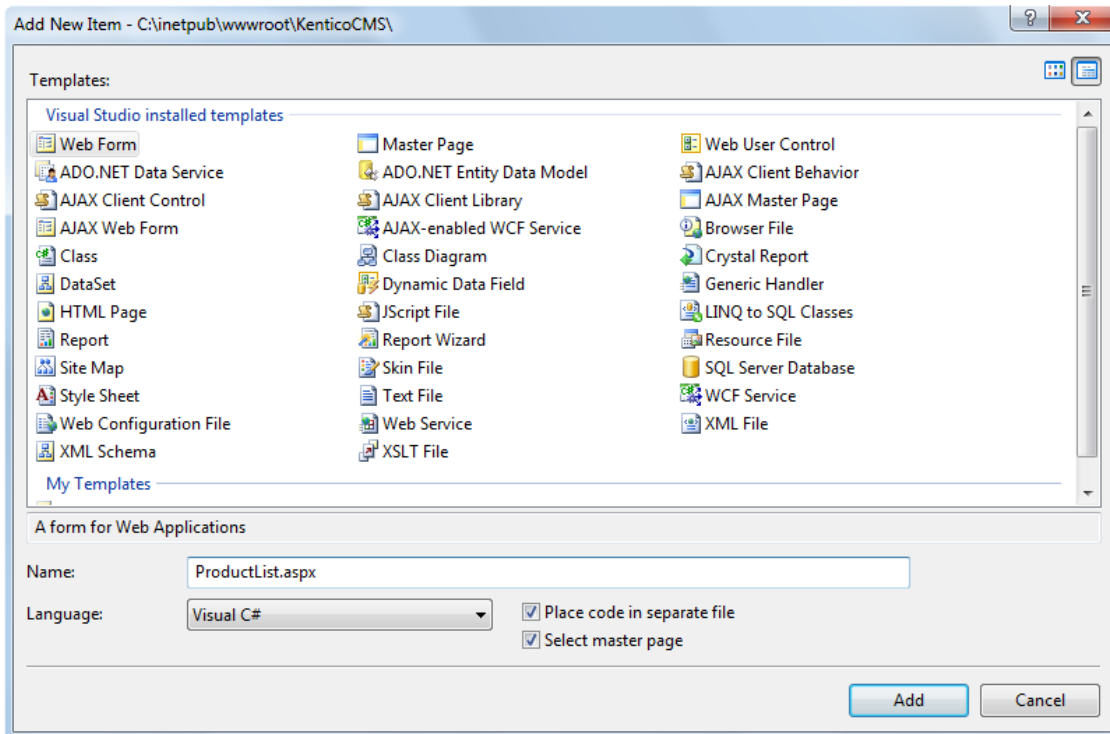 Add New Item - C:\inetpub\wwwroot\KenticoCMS\
Templates:
Visual Studio installed templates
Web Form Master Page Web User Control
ADO.NET Data Service ADO.NET Entity Data Model AJAX Client Behavior
AJAX Client Control AJAX Client Library AJAX Master Page
AJAX Web Form AJAX-enabled WCF Service Browser File
Class Class Diagram Crystal Report
DataSet Dynamic Data Field Generic Handler
HTML Page JScript File LINQ to SQL Classes
Report Report Wizard Resource File
Site Map Skin File SQL Server Database
Style Sheet Text File WCF Service
Web Configuration File Web Service XML File
XML Schema XSLT File
My Templates
A form for Web Applications
Name: ProductList.aspx
Language: Visual C# Place code in separate file
Select master page
Add Cancel